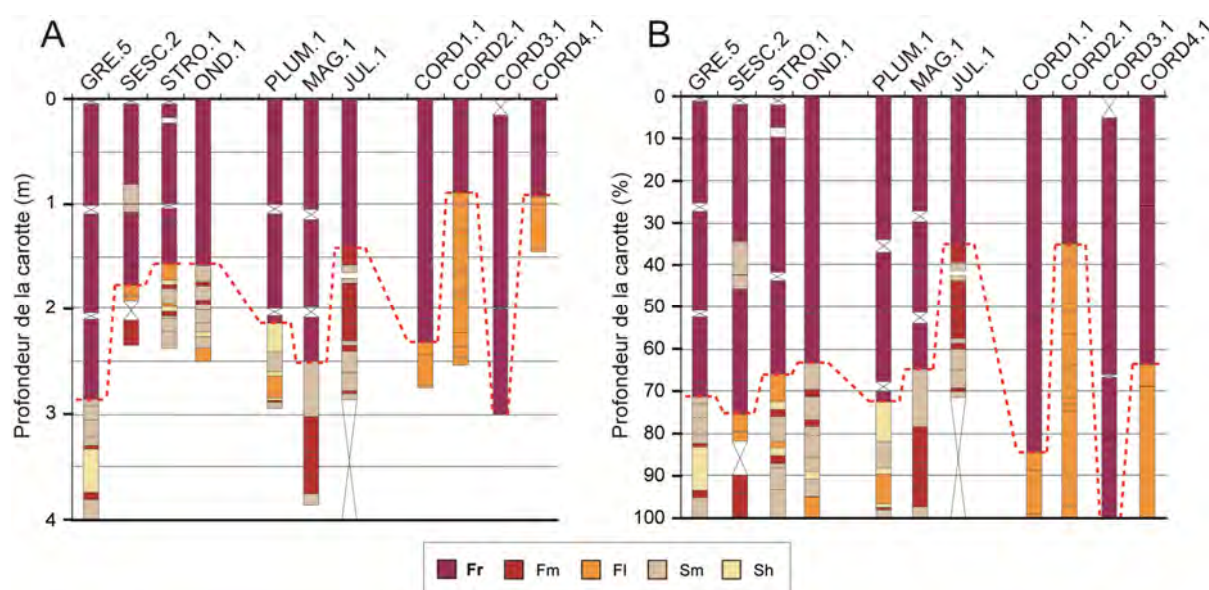 A
GRE.5 SESC.2 STRO.1 OND.1 PLUM.1 MAG.1 JUL.1 CORD1.1 CORD2.1 CORD3.1 CORD4.1
Profondeur de la carotte (m)
0
1
2
3
4
B
GRE.5 SESC.2 STRO.1 OND.1 PLUM.1 MAG.1 JUL.1 CORD1.1 CORD2.1 CORD3.1 CORD4.1
Profondeur de la carotte (%)
0
10
20
30
40
50
60
70
80
90
100
Fr Fm Fl Sm Sh